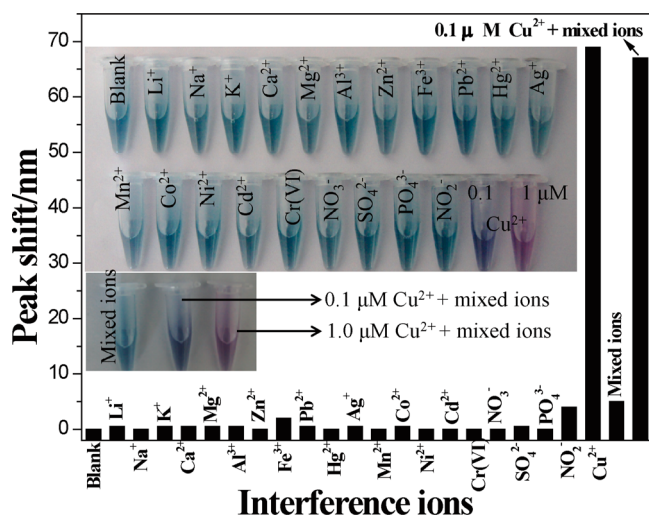 0.1 μ M Cu²⁺ + mixed ions
Peak shift/nm
70
60
50
40
30
20
10
0
Blank Li⁺ Na⁺ K⁺ Ca²⁺ Mg²⁺ Al³⁺ Zn²⁺ Fe³⁺ Pb²⁺ Hg²⁺ Ag⁺
Mn²⁺ Co²⁺ Ni²⁺ Cd²⁺ Cr(VI) NO₃⁻ SO₄²⁻ PO₄³⁻ NO₂⁻ 0.1 1 μM
Cu²⁺
Mixed ions
0.1 μM Cu²⁺ + mixed ions
1.0 μM Cu²⁺ + mixed ions
Blank Li⁺ Na⁺ K⁺ Ca²⁺ Mg²⁺ Al³⁺ Zn²⁺ Fe³⁺ Pb²⁺ Hg²⁺ Ag⁺ Mn²⁺ Co²⁺ Ni²⁺ Cd²⁺ Cr(VI) NO₃⁻ SO₄²⁻ PO₄³⁻ NO₂⁻ Cu²⁺ Mixed ions
Interference ions